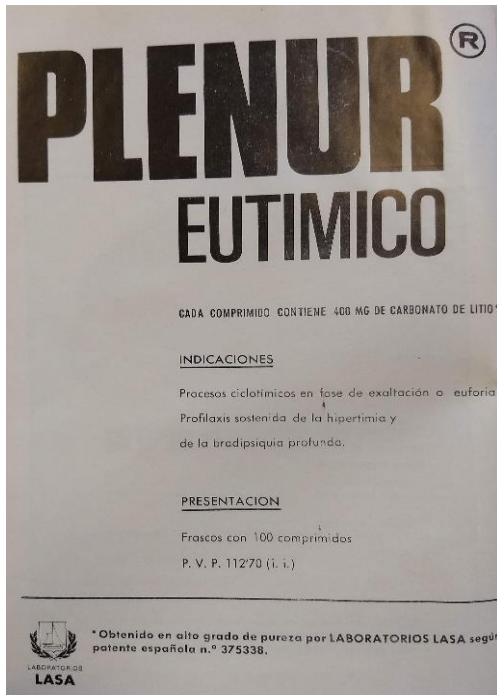 PLENUR®
EUTIMICO
CADA COMPRIMIDO CONTIENE 400 MG DE CARBONATO DE LITIO*
INDICACIONES
Procesos ciclotímicos en fase de exaltación o euforia
Profilaxis sostenida de la hipertimia y
de la bradipsiquia profunda.
PRESENTACION
Frascos con 100 comprimidos
P. V. P. 112'70 (i. i.)
*Obtenido en alto grado de pureza por LABORATORIOS LASA según
patente española n.º 375338.
LABORATORIOS
LASA